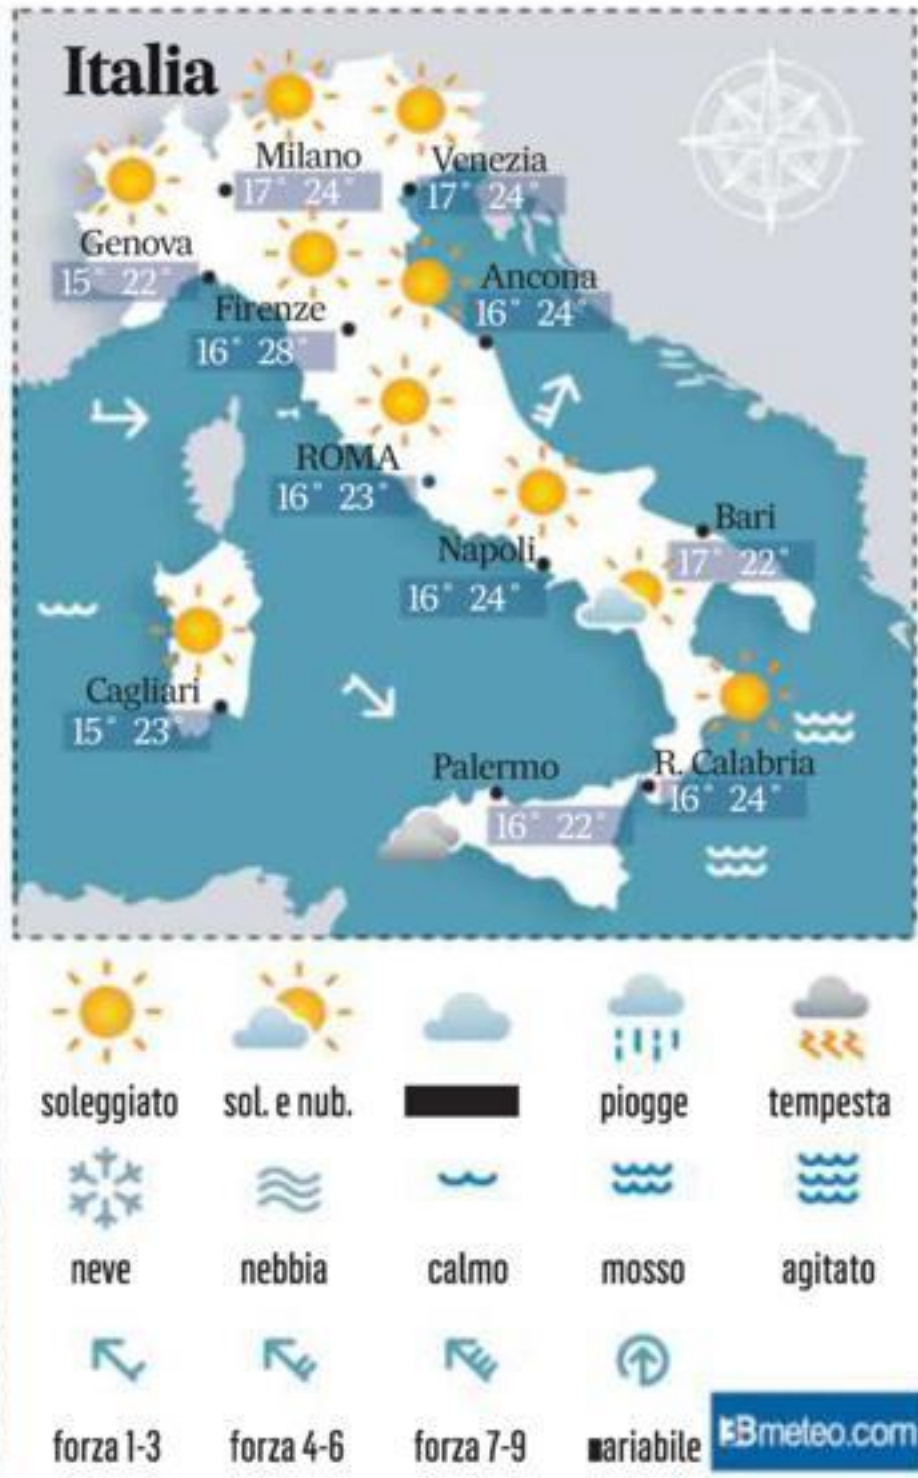 Italia
Milano
17° 24°
Venezia
17° 24°
Genova
15° 22°
Ancona
16° 24°
Firenze
16° 28°
ROMA
16° 23°
Bari
17° 22°
Napoli
16° 24°
Cagliari
15° 23°
Palermo
16° 22°
R. Calabria
16° 24°
soleggiato sol. e nub. piogge tempesta
neve nebbia calmo mosso agitato
forza 1-3 forza 4-6 forza 7-9 ariabile
3Bmeteo.com